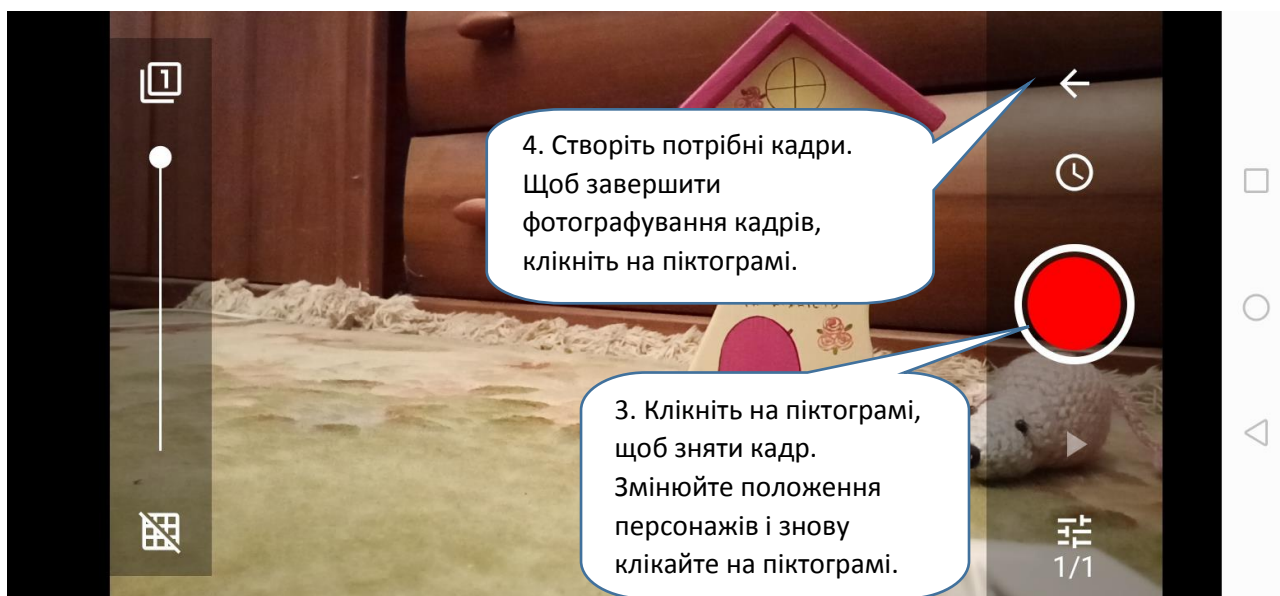 1
4. Створіть потрібні кадри.
Щоб завершити
фотографування кадрів,
клікніть на піктограмі.
3. Клікніть на піктограмі,
щоб зняти кадр.
Змінюйте положення
персонажів і знову
клікайте на піктограмі.
1/1